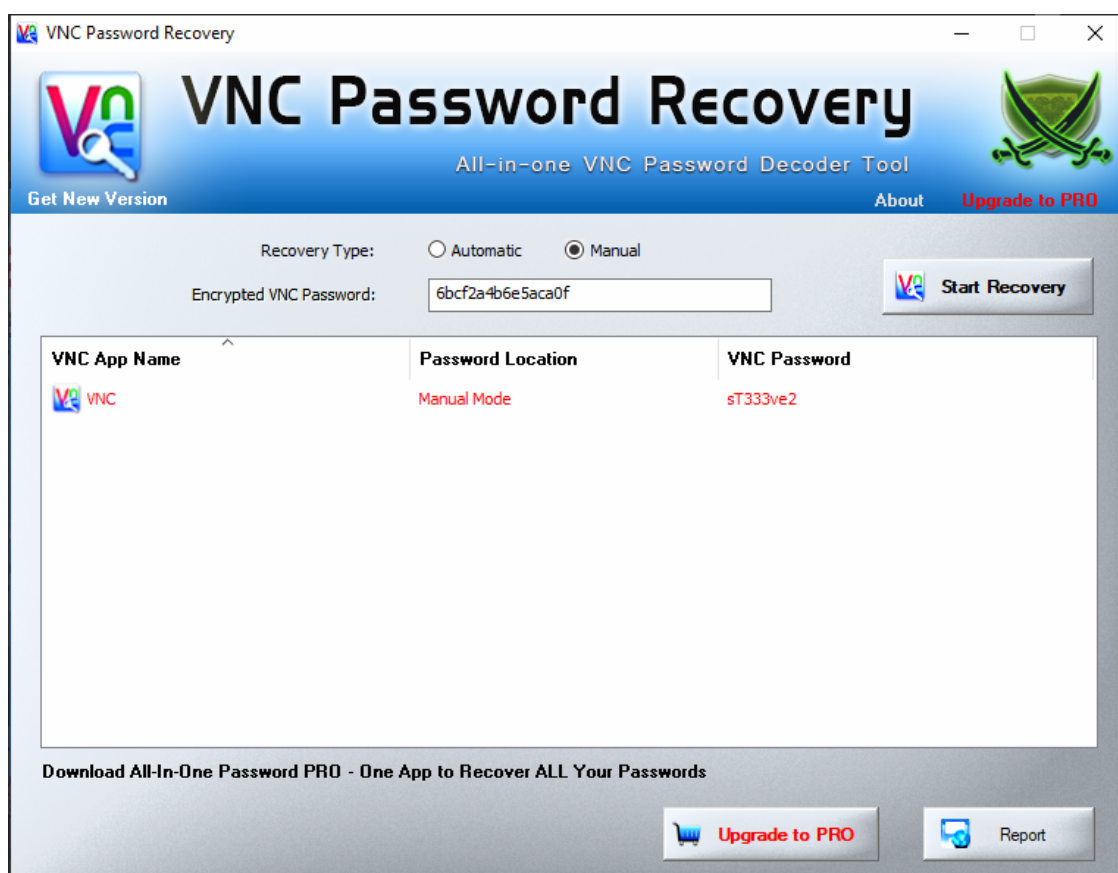 VNC Password Recovery
VNC Password Recovery
All-in-one VNC Password Decoder Tool
Get New Version
About
Upgrade to PRO
Recovery Type:
Automatic
Manual
Encrypted VNC Password:
6bcf2a4b6e5aca0f
Start Recovery
VNC App Name
Password Location
VNC Password
VNC
Manual Mode
sT333ve2
Download All-In-One Password PRO - One App to Recover ALL Your Passwords
Upgrade to PRO
Report